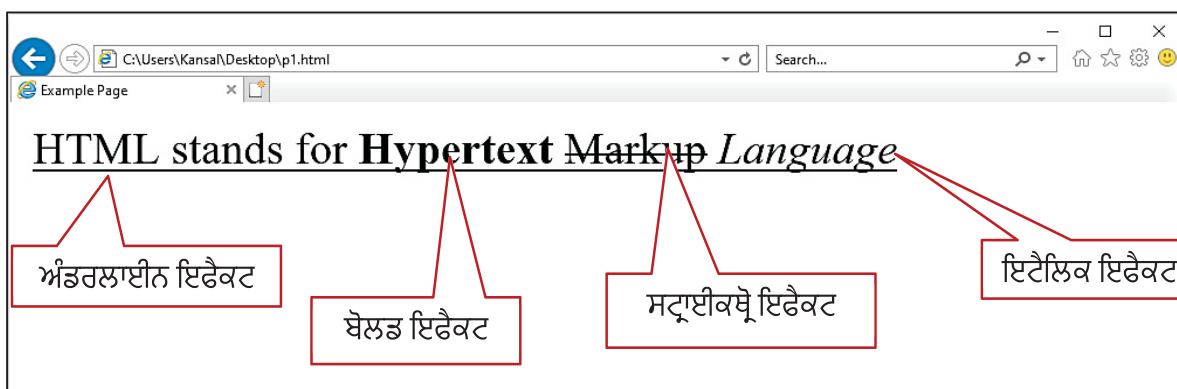 C:\Users\Kansal\Desktop\p1.html
Search...
Example Page
HTML stands for Hypertext Markup Language
ਅੰਡਰਲਾਈਨ ਇਫੈਕਟ
ਬੋਲਡ ਇਫੈਕਟ
ਸਟ੍ਰਾਈਕਥ੍ਰੋ ਇਫੈਕਟ
ਇਟੈਲਿਕ ਇਫੈਕਟ